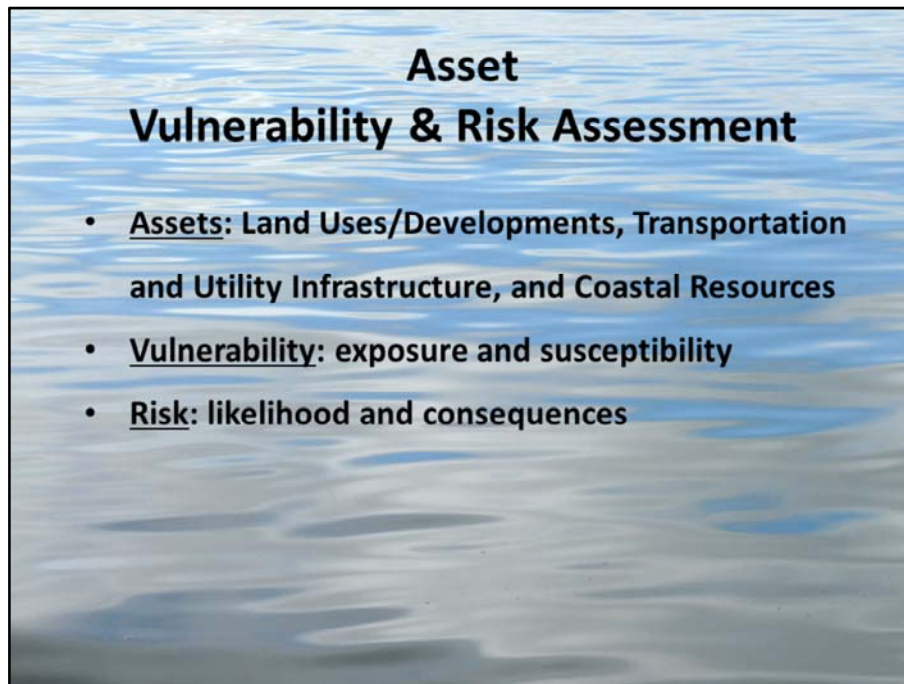 Asset
Vulnerability & Risk Assessment
• Assets: Land Uses/Developments, Transportation
and Utility Infrastructure, and Coastal Resources
• Vulnerability: exposure and susceptibility
• Risk: likelihood and consequences